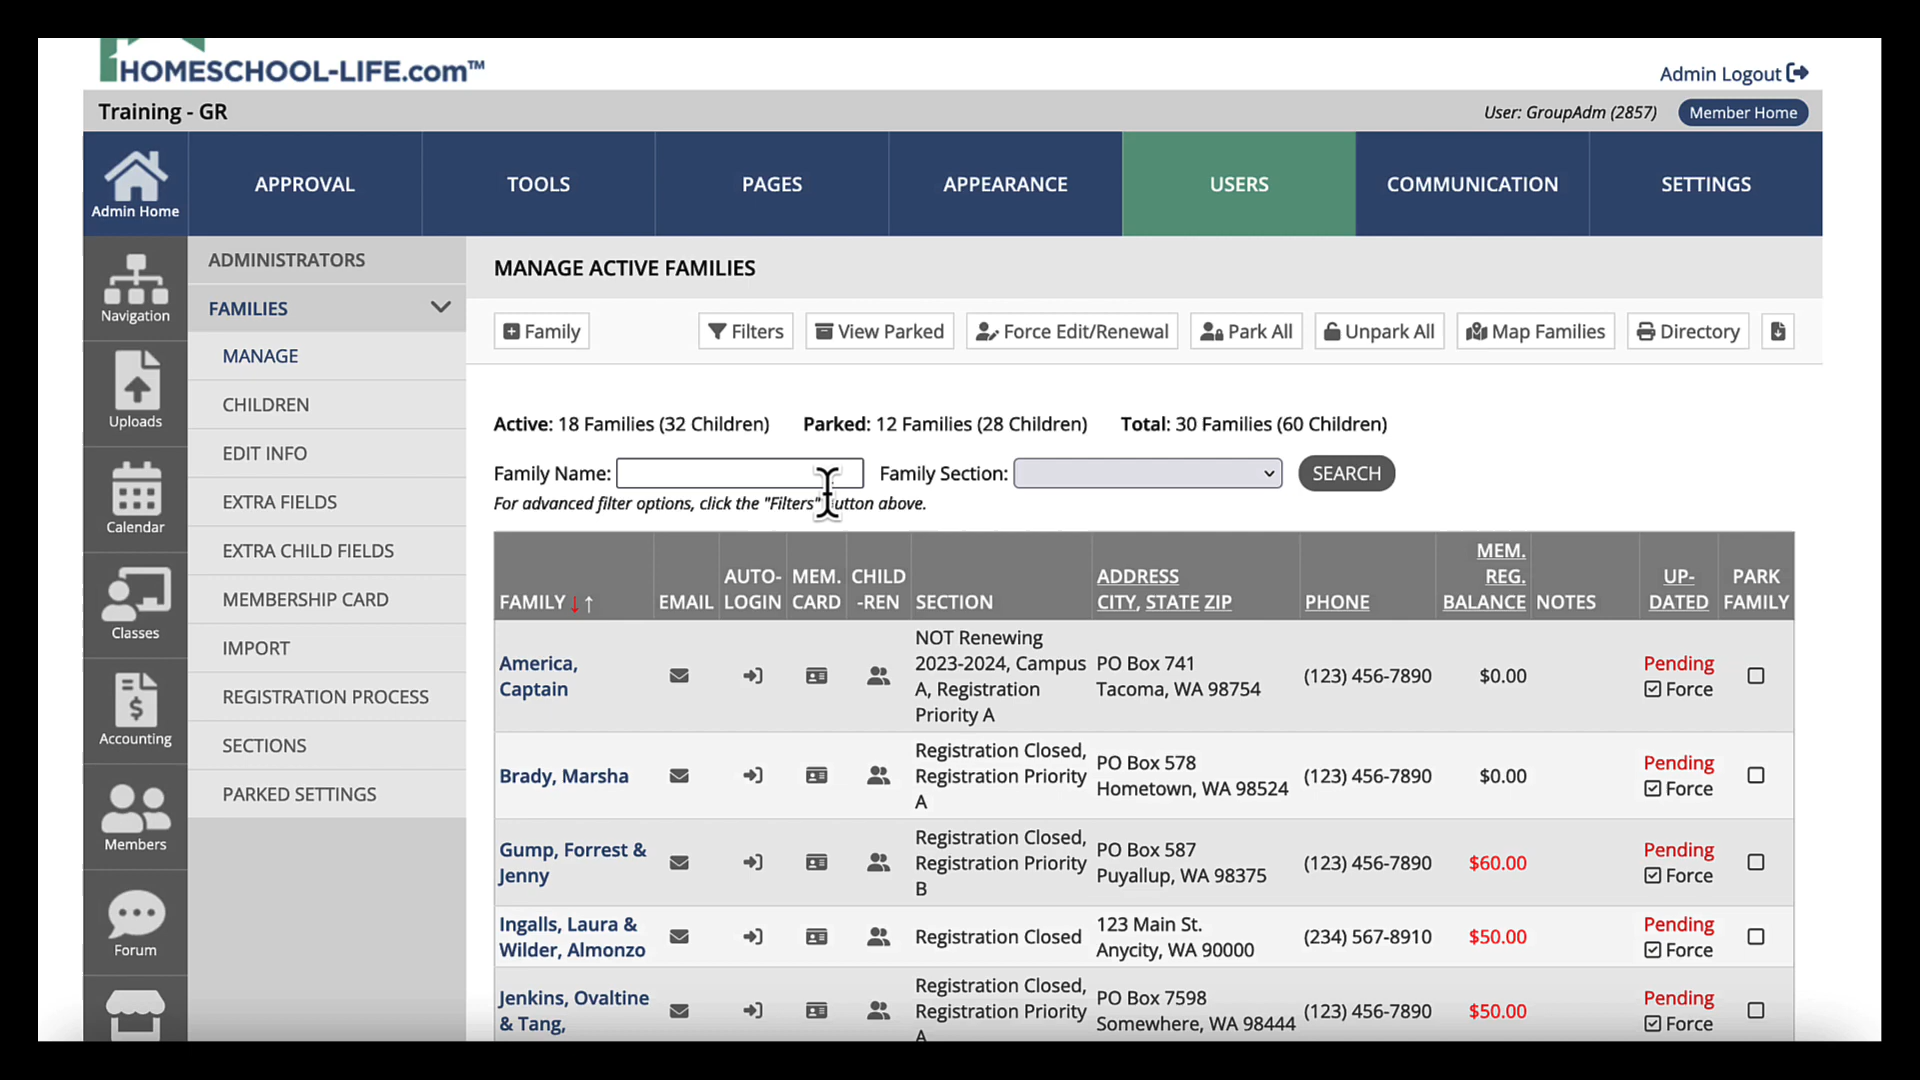 HOMESCHOOL-LIFE.com™
Admin Logout
Training - GR
User: GroupAdm (2857)
Member Home
Admin Home
APPROVAL
TOOLS
PAGES
APPEARANCE
USERS
COMMUNICATION
SETTINGS
Navigation
Uploads
Calendar
Classes
Accounting
Members
Forum
ADMINISTRATORS
FAMILIES
MANAGE
CHILDREN
EDIT INFO
EXTRA FIELDS
EXTRA CHILD FIELDS
MEMBERSHIP CARD
IMPORT
REGISTRATION PROCESS
SECTIONS
PARKED SETTINGS
MANAGE ACTIVE FAMILIES
Family
Filters
View Parked
Force Edit/Renewal
Park All
Unpark All
Map Families
Directory
Active: 18 Families (32 Children) Parked: 12 Families (28 Children) Total: 30 Families (60 Children)
Family Name:
Family Section:
SEARCH
For advanced filter options, click the "Filters" button above.
FAMILY ↓↑
EMAIL
AUTO-
LOGIN
MEM.
CARD
CHILD
-REN
SECTION
ADDRESS
CITY, STATE ZIP
PHONE
MEM.
REG.
BALANCE
NOTES
UP-
DATED
PARK
FAMILY
America,
Captain
NOT Renewing
2023-2024, Campus
A, Registration
Priority A
PO Box 741
Tacoma, WA 98754
(123) 456-7890
$0.00
Pending
Force
Brady, Marsha
Registration Closed,
Registration Priority
A
PO Box 578
Hometown, WA 98524
(123) 456-7890
$0.00
Pending
Force
Gump, Forrest &
Jenny
Registration Closed,
Registration Priority
B
PO Box 587
Puyallup, WA 98375
(123) 456-7890
$60.00
Pending
Force
Ingalls, Laura &
Wilder, Almonzo
Registration Closed
123 Main St.
Anycity, WA 90000
(234) 567-8910
$50.00
Pending
Force
Jenkins, Ovaltine
& Tang,
Registration Closed,
Registration Priority
A
PO Box 7598
Somewhere, WA 98444
(123) 456-7890
$50.00
Pending
Force